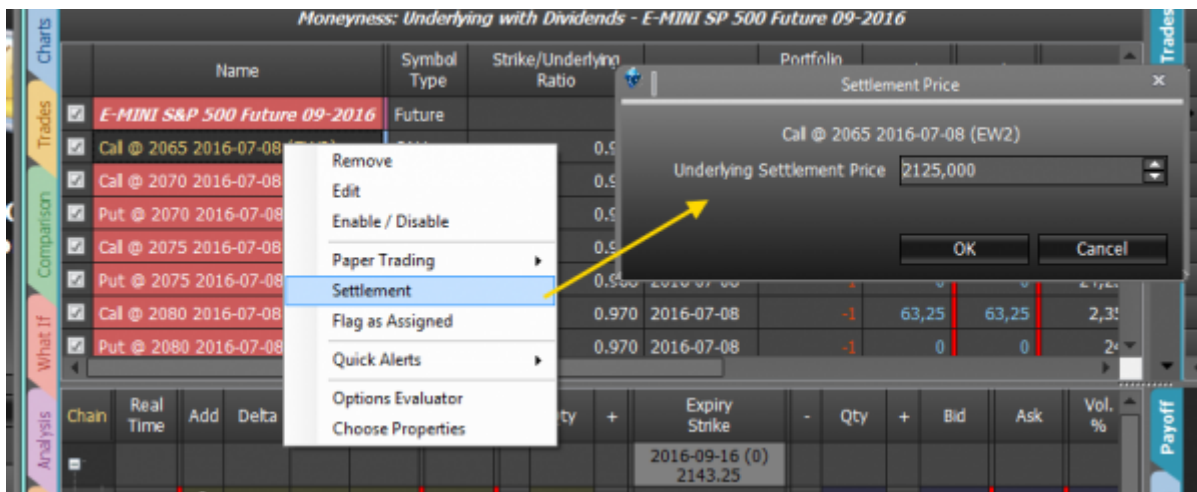 Moneyness: Underlying with Dividends - E-MINI SP 500 Future 09-2016
Charts
Trades
Comparison
What If
Analysis
Name
Symbol Type
Strike/Underlying Ratio
Portfolio
E-MINI S&P 500 Future 09-2016 Future
Call @ 2065 2016-07-08
Call @ 2070 2016-07-08
Put @ 2070 2016-07-08
Call @ 2075 2016-07-08
Put @ 2075 2016-07-08
Call @ 2080 2016-07-08 0.970 2016-07-08 -1 63,25 63,25
Put @ 2080 2016-07-08 0.970 2016-07-08 -1 0 0
Remove
Edit
Enable / Disable
Paper Trading
Settlement
Flag as Assigned
Quick Alerts
Options Evaluator
Choose Properties
Settlement Price
Call @ 2065 2016-07-08 (EW2)
Underlying Settlement Price 2125,000
OK Cancel
Trades
Chain
Real Time
Add
Delta
+
Expiry Strike
-
Qty
+
Bid
Ask
Vol. %
2016-09-16 (0)
2143.25
Payoff